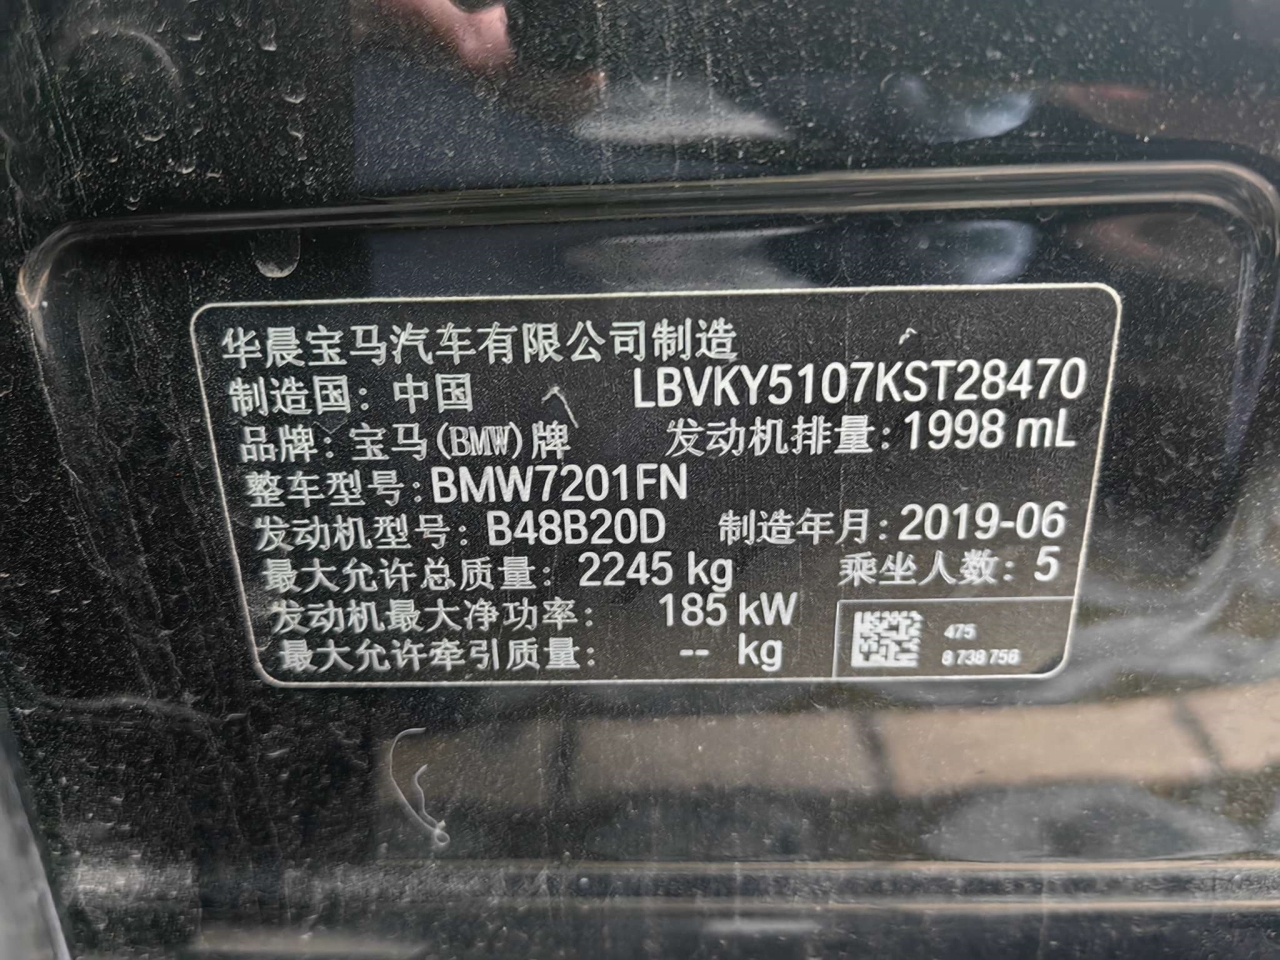 华晨宝马汽车有限公司制造
制造国：中国 LBVKY5107KST28470
品牌：宝马(BMW)牌 发动机排量：1998 mL
整车型号：BMW7201FN
发动机型号：B48B20D 制造年月：2019-06
最大允许总质量：2245 kg 乘坐人数：5
发动机最大净功率：185 kW
最大允许牵引质量：-- kg
475
8 738 756